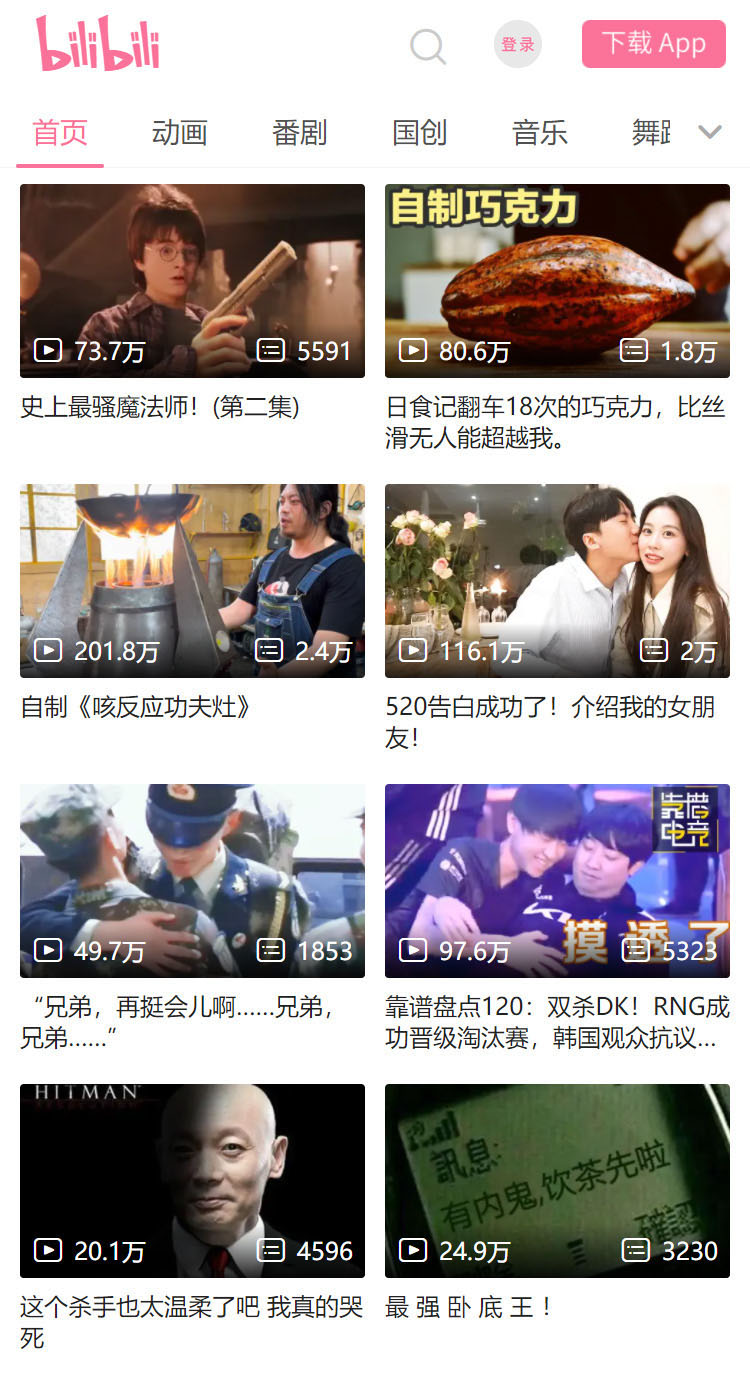 bilibili
登录
下载 App
首页 动画 番剧 国创 音乐
自制巧克力
73.7万 5591
80.6万 1.8万
史上最骚魔法师！(第二集)
日食记翻车18次的巧克力，比丝
滑无人能超越我。
201.8万 2.4万
116.1万 2万
自制《咳反应功夫灶》
520告白成功了！介绍我的女朋
友！
靠谱电竞
摸透了
49.7万 1853
97.6万 5323
“兄弟，再挺会儿啊......兄弟，
兄弟......”
靠谱盘点120：双杀DK！RNG成
功晋级淘汰赛，韩国观众抗议...
HITMAN
訊息:
有内鬼,饮茶先啦
確認
20.1万 4596
24.9万 3230
这个杀手也太温柔了吧 我真的哭
死
最 强 卧 底 王 ！